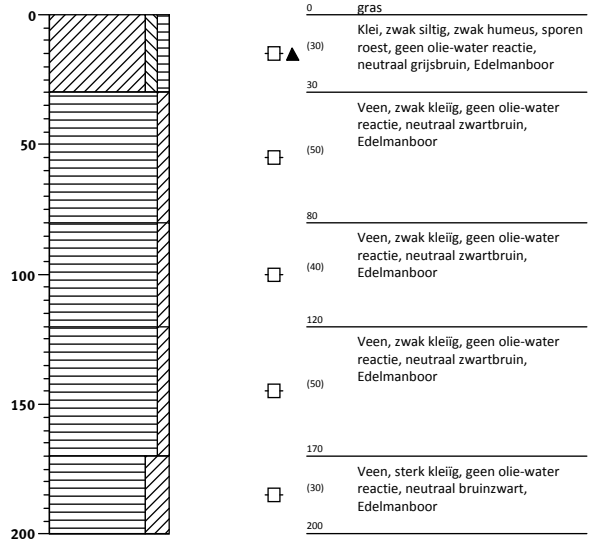 0
50
100
150
200
0 gras
(30)
Klei, zwak siltig, zwak humeus, sporen
roest, geen olie-water reactie,
neutraal grijsbruin, Edelmanboor
30
(50)
Veen, zwak kleiïg, geen olie-water
reactie, neutraal zwartbruin,
Edelmanboor
80
(40)
Veen, zwak kleiïg, geen olie-water
reactie, neutraal zwartbruin,
Edelmanboor
120
(50)
Veen, zwak kleiïg, geen olie-water
reactie, neutraal zwartbruin,
Edelmanboor
170
(30)
Veen, sterk kleiïg, geen olie-water
reactie, neutraal bruinzwart,
Edelmanboor
200